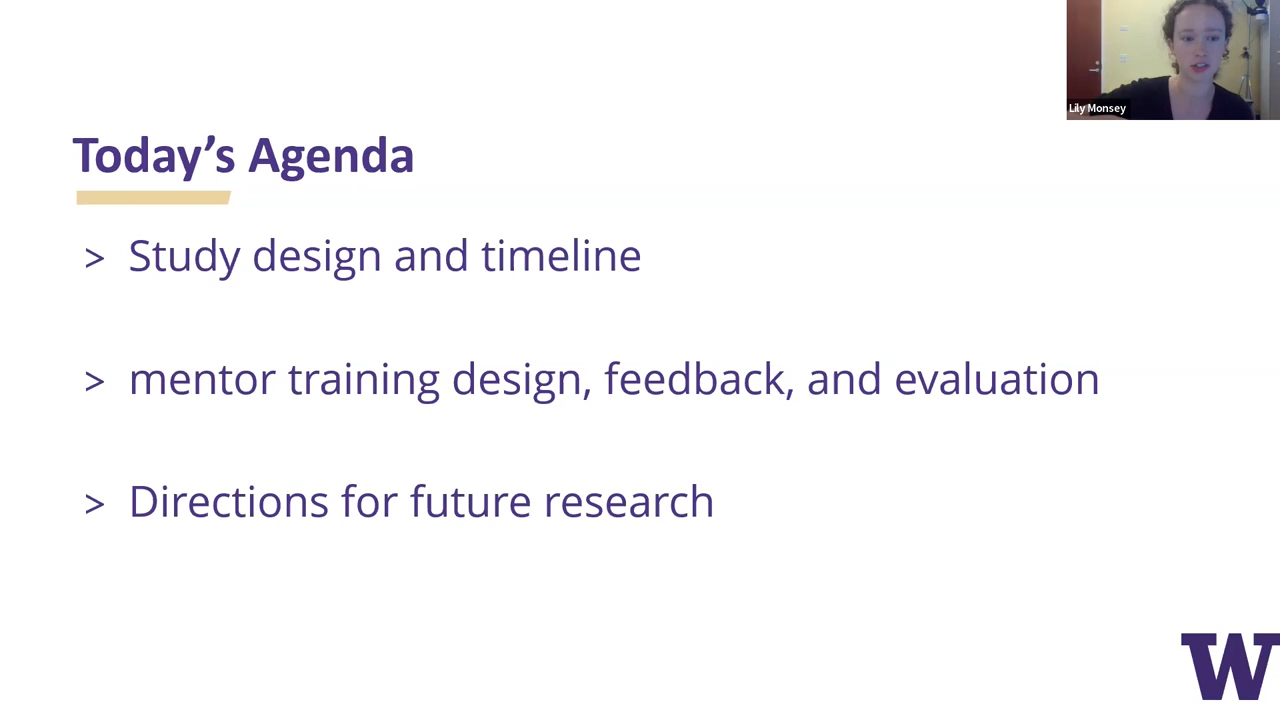 Lily Monsey
Today's Agenda
> Study design and timeline
> mentor training design, feedback, and evaluation
> Directions for future research
W